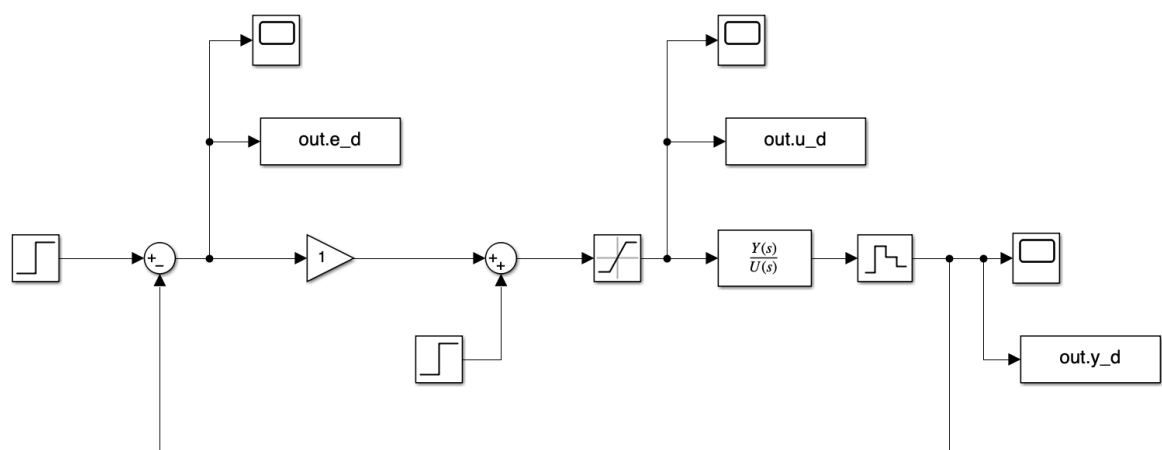 out.e_d
out.u_d
+
−
1
+
+
Y(s)
U(s)
out.y_d